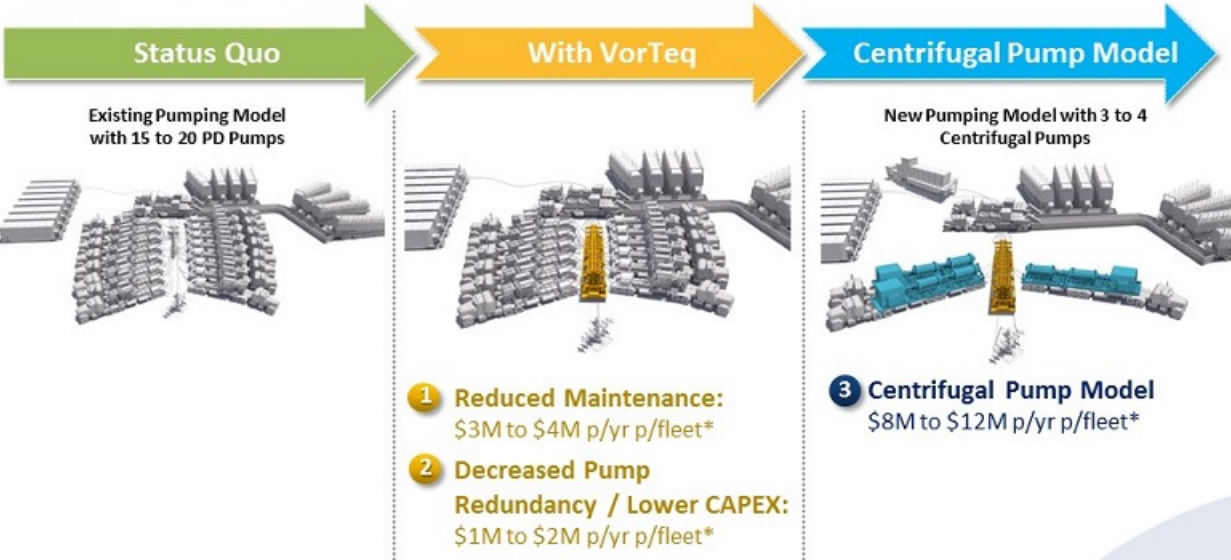 Status Quo
With VorTeq
Centrifugal Pump Model
Existing Pumping Model
with 15 to 20 PD Pumps
New Pumping Model with 3 to 4
Centrifugal Pumps
1 Reduced Maintenance:
$3M to $4M p/yr p/fleet*
2 Decreased Pump
Redundancy / Lower CAPEX:
$1M to $2M p/yr p/fleet*
3 Centrifugal Pump Model
$8M to $12M p/yr p/fleet*